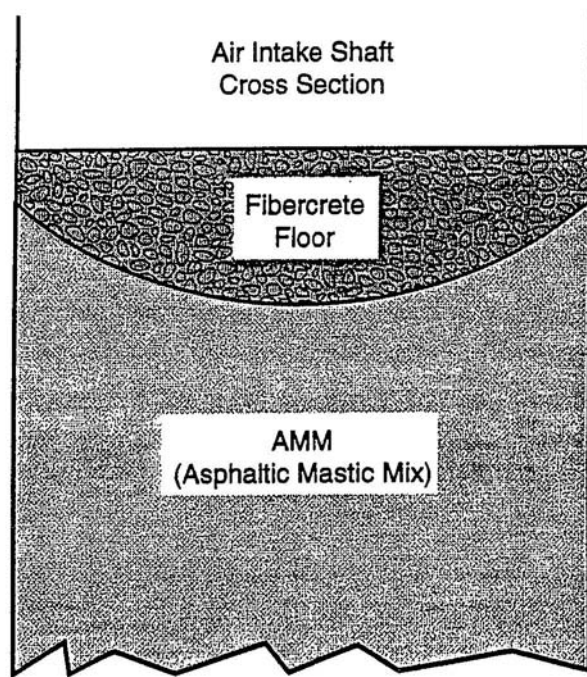 Air Intake Shaft
Cross Section
Fibercrete
Floor
AMM
(Asphaltic Mastic Mix)